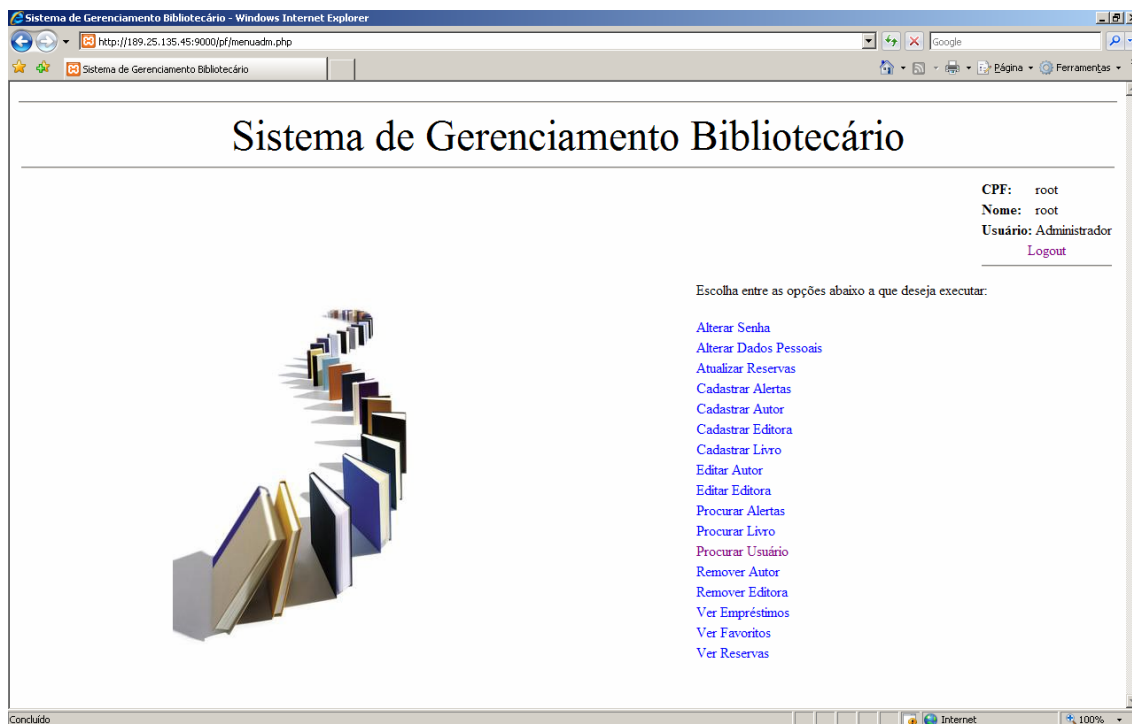 Sistema de Gerenciamento Bibliotecário - Windows Internet Explorer
http://189.25.135.45:9000/pf/menuadm.php
Google
Sistema de Gerenciamento Bibliotecário
Página
Ferramentas
Sistema de Gerenciamento Bibliotecário
CPF: root
Nome: root
Usuário: Administrador
Logout
Escolha entre as opções abaixo a que deseja executar:
Alterar Senha
Alterar Dados Pessoais
Atualizar Reservas
Cadastrar Alertas
Cadastrar Autor
Cadastrar Editora
Cadastrar Livro
Editar Autor
Editar Editora
Procurar Alertas
Procurar Livro
Procurar Usuário
Remover Autor
Remover Editora
Ver Empréstimos
Ver Favoritos
Ver Reservas
Concluído
Internet
100%